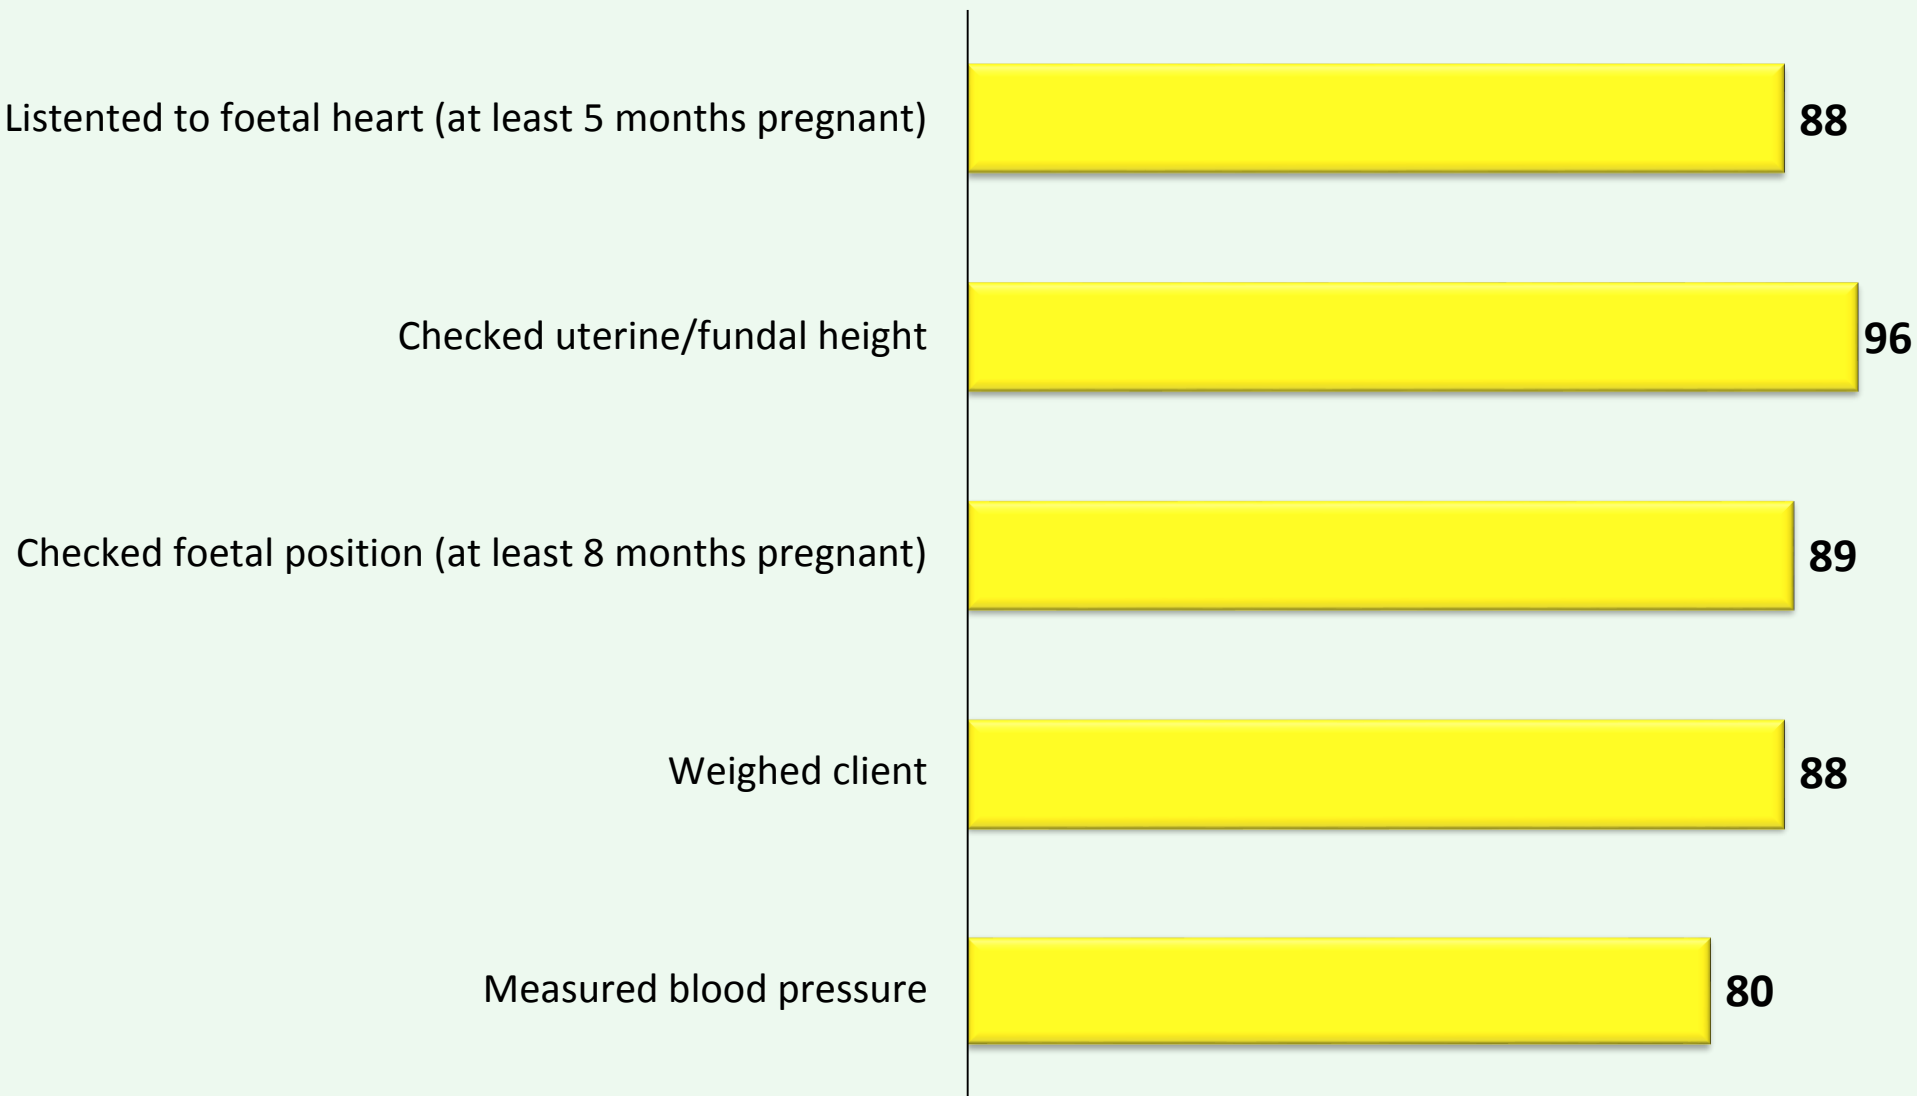 Listented to foetal heart (at least 5 months pregnant) 88
Checked uterine/fundal height 96
Checked foetal position (at least 8 months pregnant) 89
Weighed client 88
Measured blood pressure 80